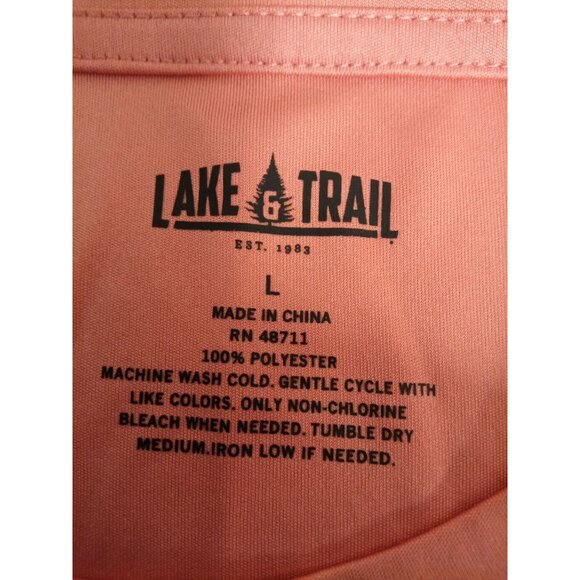 LAKE & TRAIL
EST. 1983
L
MADE IN CHINA
RN 48711
100% POLYESTER
MACHINE WASH COLD. GENTLE CYCLE WITH
LIKE COLORS. ONLY NON-CHLORINE
BLEACH WHEN NEEDED. TUMBLE DRY
MEDIUM.IRON LOW IF NEEDED.